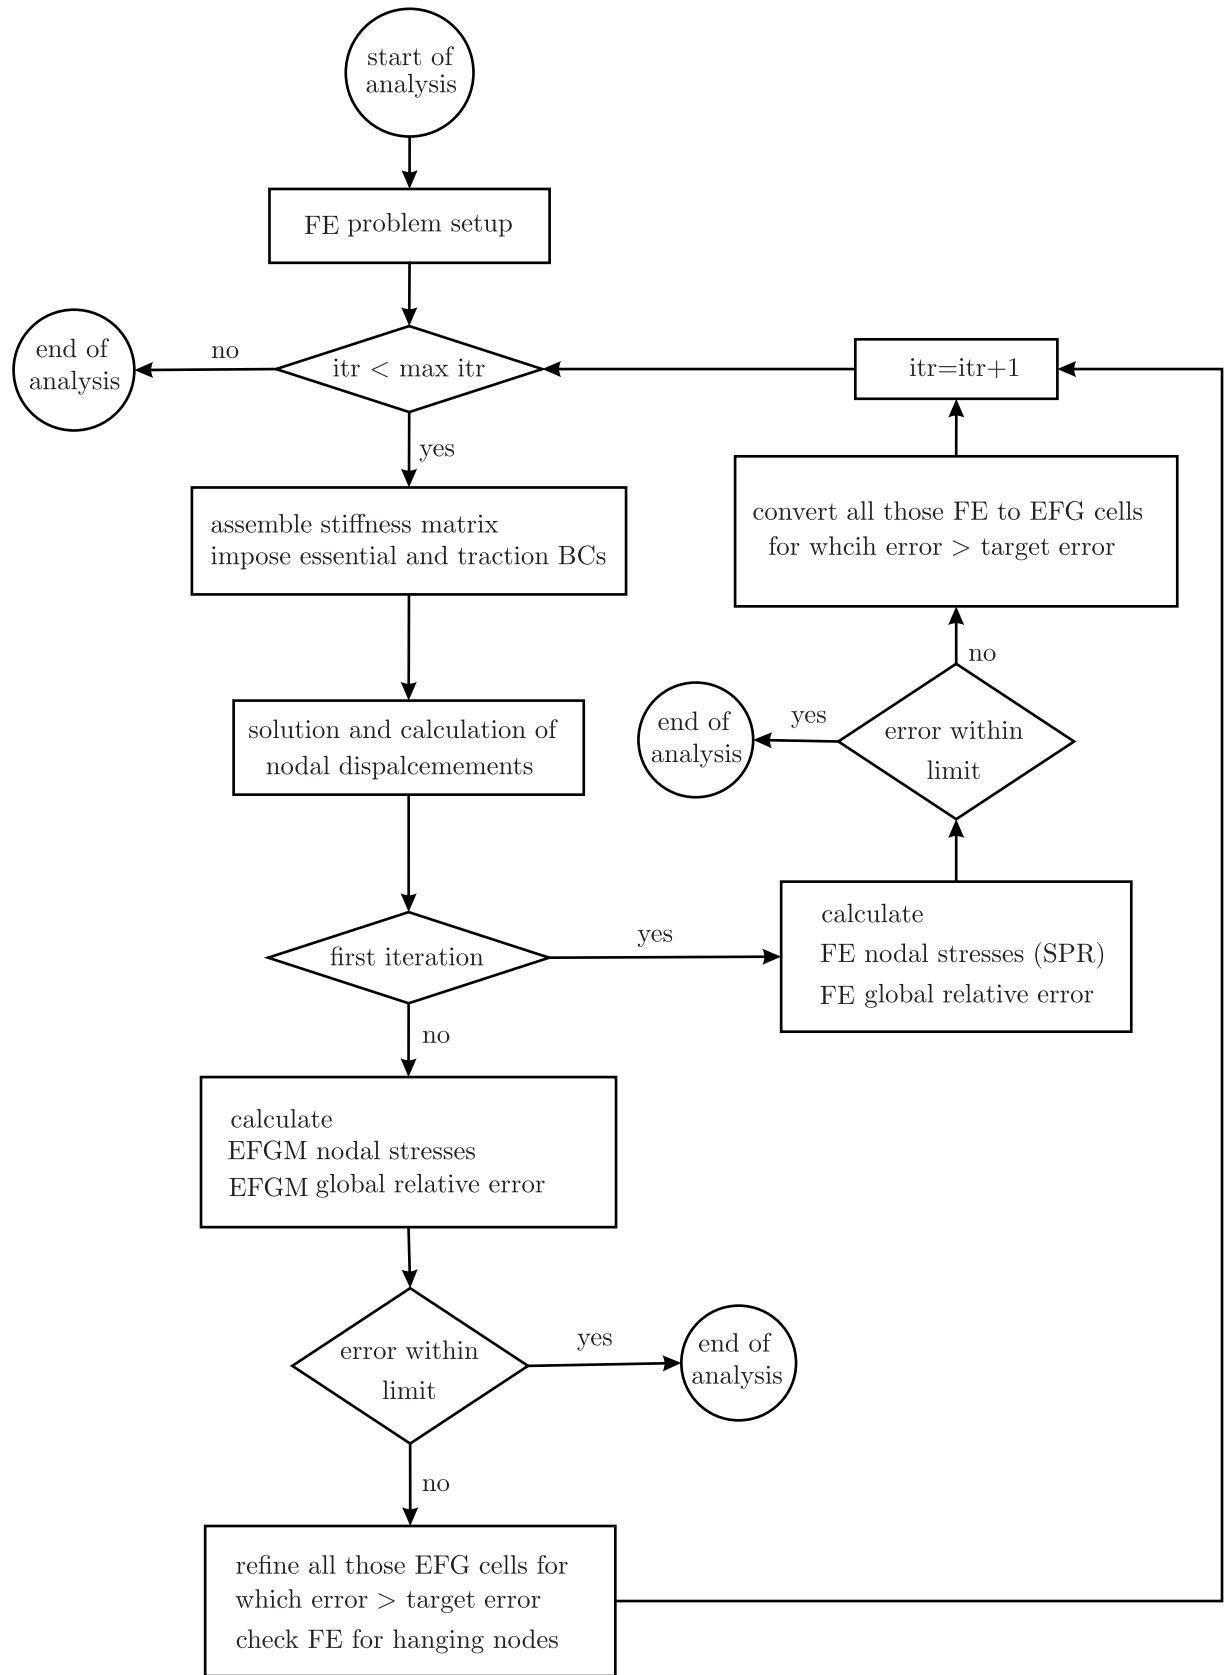 start of
analysis
FE problem setup
end of
analysis
no
itr < max itr
itr=itr+1
yes
assemble stiffness matrix
impose essential and traction BCs
convert all those FE to EFG cells
for whcih error > target error
no
solution and calculation of
nodal dispalcemements
end of
analysis
yes
error within
limit
first iteration
yes
calculate
FE nodal stresses (SPR)
FE global relative error
no
calculate
EFGM nodal stresses
EFGM global relative error
error within
limit
yes
end of
analysis
no
refine all those EFG cells for
which error > target error
check FE for hanging nodes